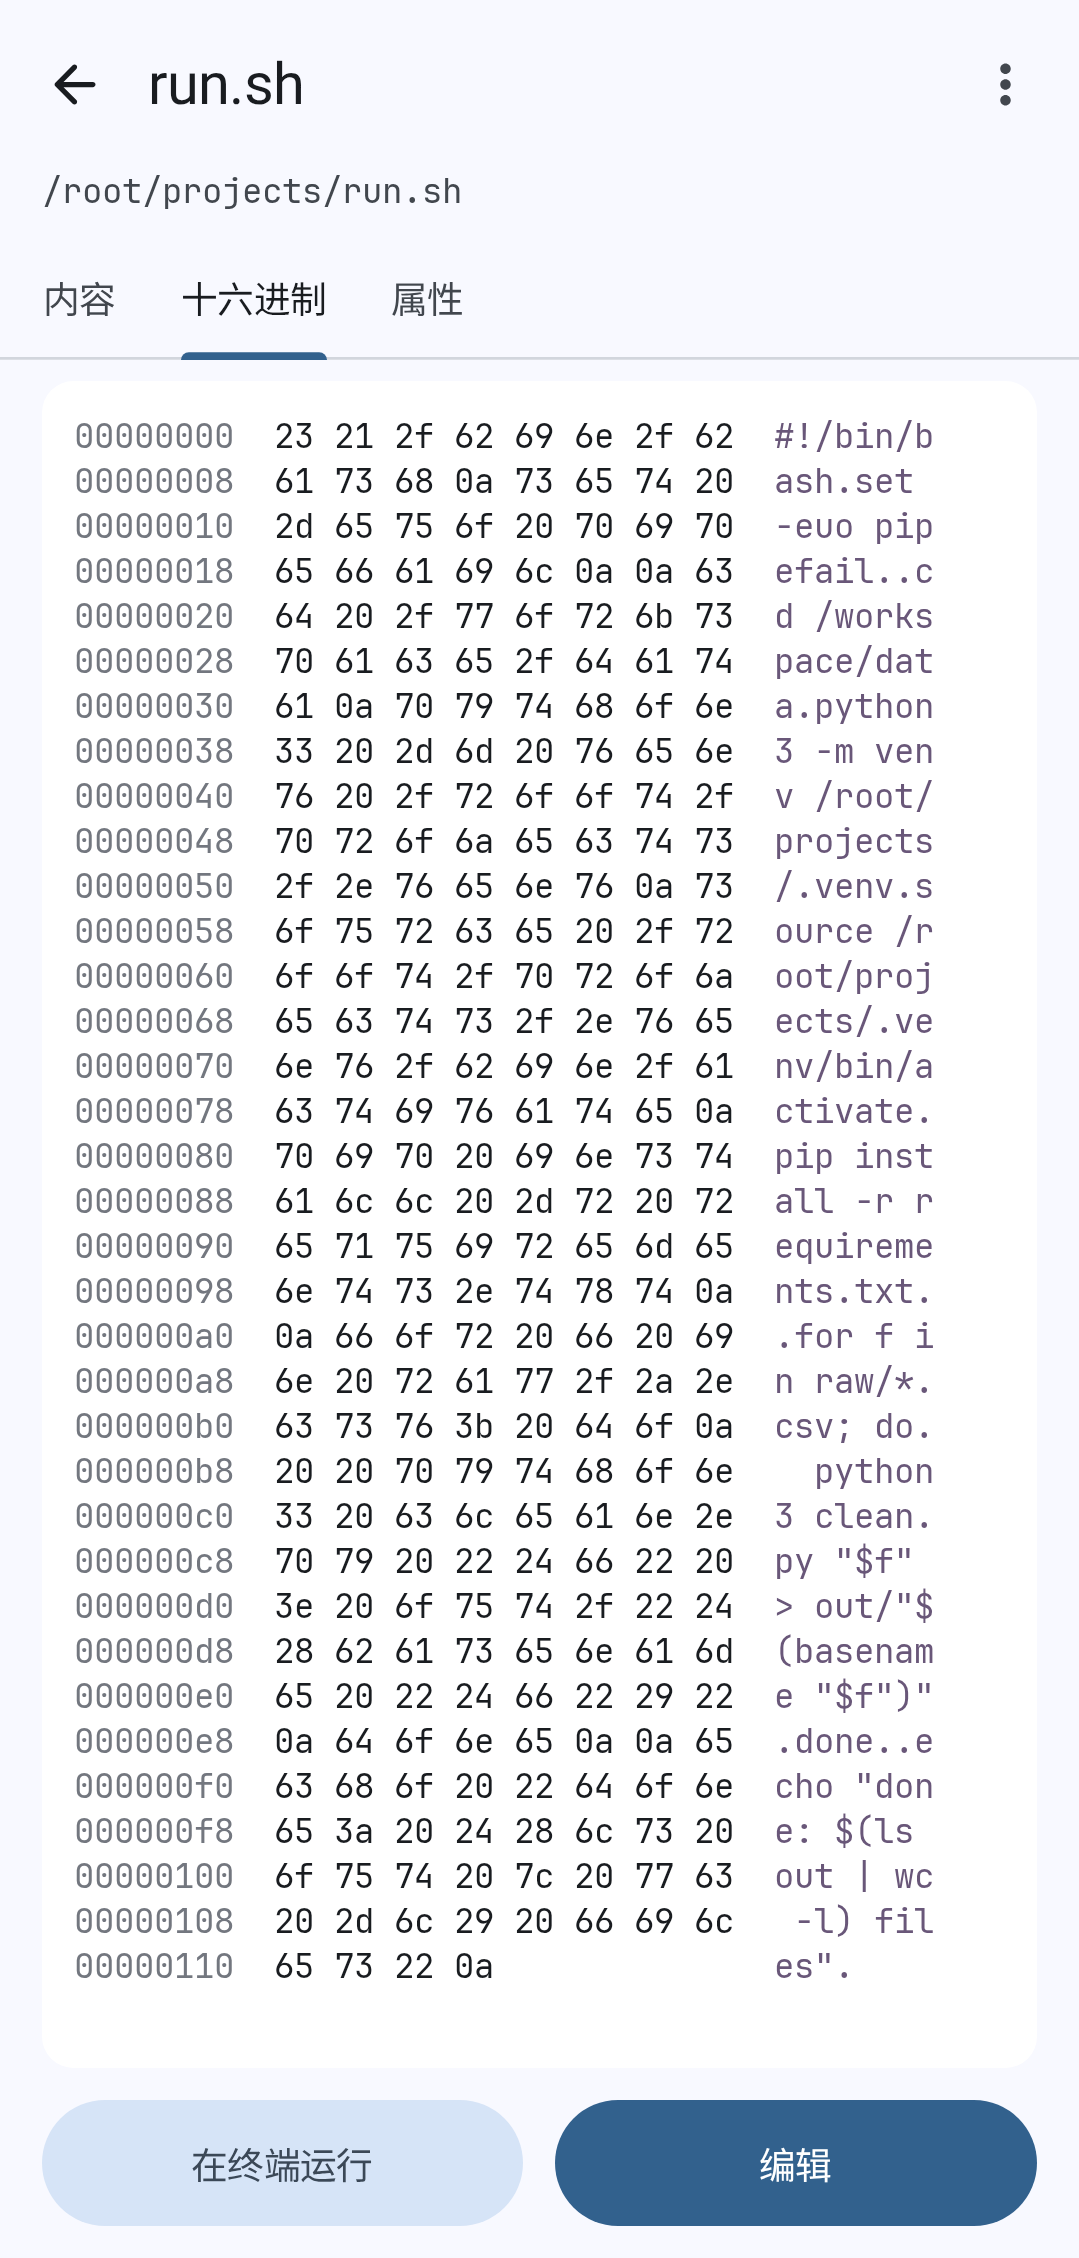 run.sh
/root/projects/run.sh
内容 十六进制 属性
00000000  23 21 2f 62 69 6e 2f 62  #!/bin/b
00000008  61 73 68 0a 73 65 74 20  ash.set 
00000010  2d 65 75 6f 20 70 69 70  -euo pip
00000018  65 66 61 69 6c 0a 0a 63  efail..c
00000020  64 20 2f 77 6f 72 6b 73  d /works
00000028  70 61 63 65 2f 64 61 74  pace/dat
00000030  61 0a 70 79 74 68 6f 6e  a.python
00000038  33 20 2d 6d 20 76 65 6e  3 -m ven
00000040  76 20 2f 72 6f 6f 74 2f  v /root/
00000048  70 72 6f 6a 65 63 74 73  projects
00000050  2f 2e 76 65 6e 76 0a 73  /.venv.s
00000058  6f 75 72 63 65 20 2f 72  ource /r
00000060  6f 6f 74 2f 70 72 6f 6a  oot/proj
00000068  65 63 74 73 2f 2e 76 65  ects/.ve
00000070  6e 76 2f 62 69 6e 2f 61  nv/bin/a
00000078  63 74 69 76 61 74 65 0a  ctivate.
00000080  70 69 70 20 69 6e 73 74  pip inst
00000088  61 6c 6c 20 2d 72 20 72  all -r r
00000090  65 71 75 69 72 65 6d 65  equireme
00000098  6e 74 73 2e 74 78 74 0a  nts.txt.
000000a0  0a 66 6f 72 20 66 20 69  .for f i
000000a8  6e 20 72 61 77 2f 2a 2e  n raw/*.
000000b0  63 73 76 3b 20 64 6f 0a  csv; do.
000000b8  20 20 70 79 74 68 6f 6e    python
000000c0  33 20 63 6c 65 61 6e 2e  3 clean.
000000c8  70 79 20 22 24 66 22 20  py "$f" 
000000d0  3e 20 6f 75 74 2f 22 24  > out/"$
000000d8  28 62 61 73 65 6e 61 6d  (basenam
000000e0  65 20 22 24 66 22 29 22  e "$f")"
000000e8  0a 64 6f 6e 65 0a 0a 65  .done..e
000000f0  63 68 6f 20 22 64 6f 6e  cho "don
000000f8  65 3a 20 24 28 6c 73 20  e: $(ls 
00000100  6f 75 74 20 7c 20 77 63  out | wc
00000108  20 2d 6c 29 20 66 69 6c   -l) fil
00000110  65 73 22 0a              es".
在终端运行 编辑